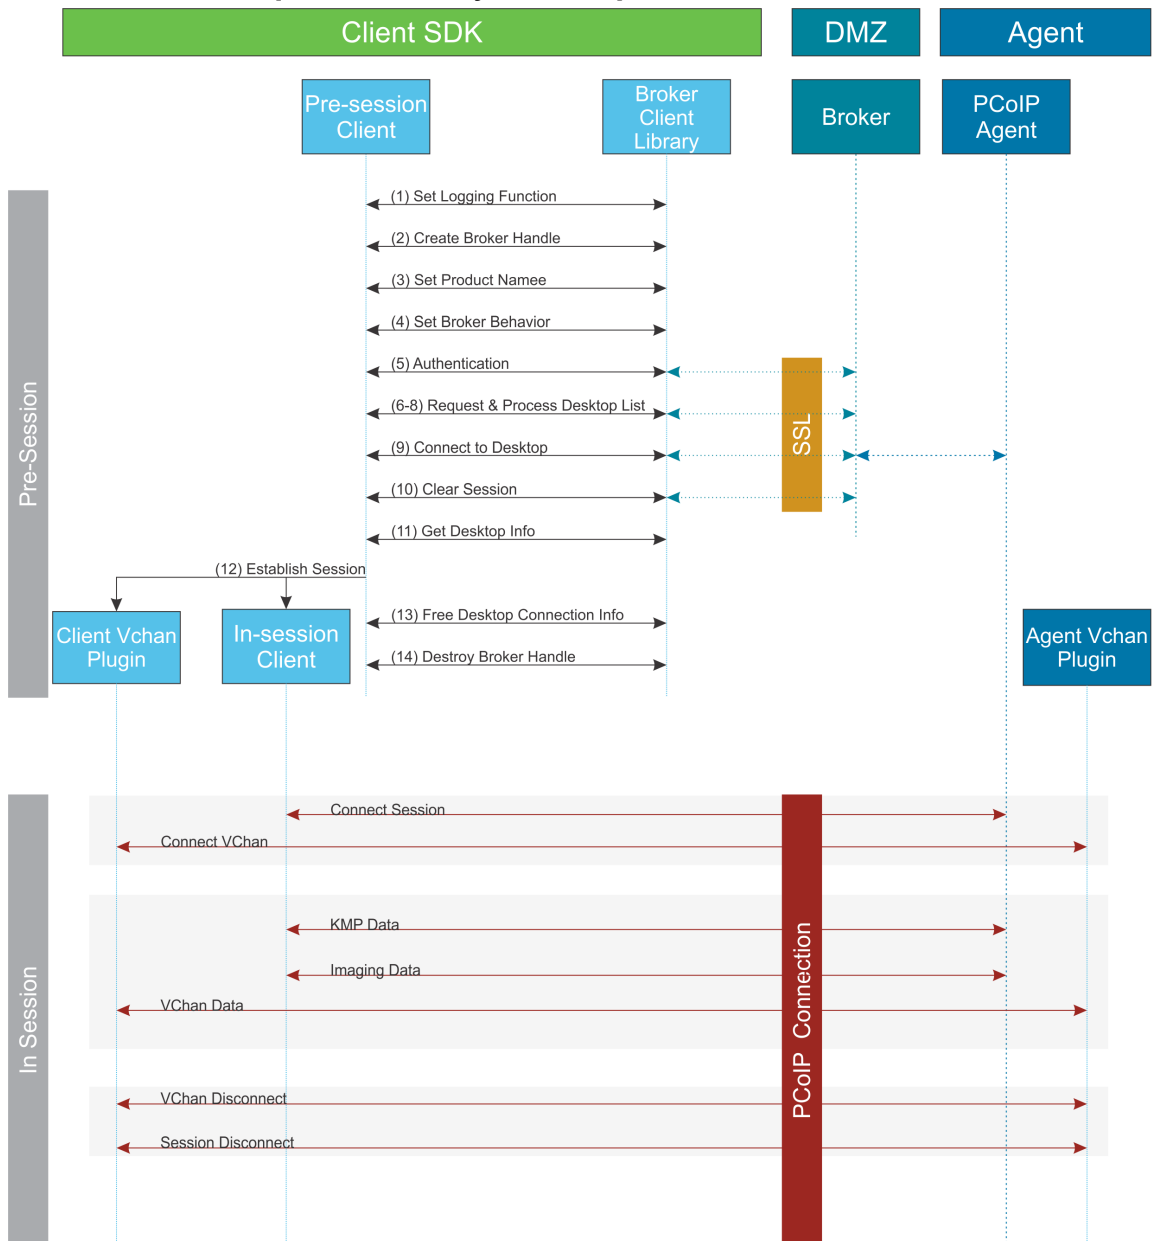 Client SDK
DMZ
Agent
Pre-session
Client
Broker
Client
Library
Broker
PCoIP
Agent
Pre-Session
(1) Set Logging Function
(2) Create Broker Handle
(3) Set Product Namee
(4) Set Broker Behavior
(5) Authentication
(6-8) Request & Process Desktop List
(9) Connect to Desktop
(10) Clear Session
SSL
(11) Get Desktop Info
(12) Establish Session
Client Vchan
Plugin
In-session
Client
(13) Free Desktop Connection Info
(14) Destroy Broker Handle
Agent Vchan
Plugin
In Session
Connect Session
Connect VChan
KMP Data
Imaging Data
VChan Data
PCoIP Connection
VChan Disconnect
Session Disconnect